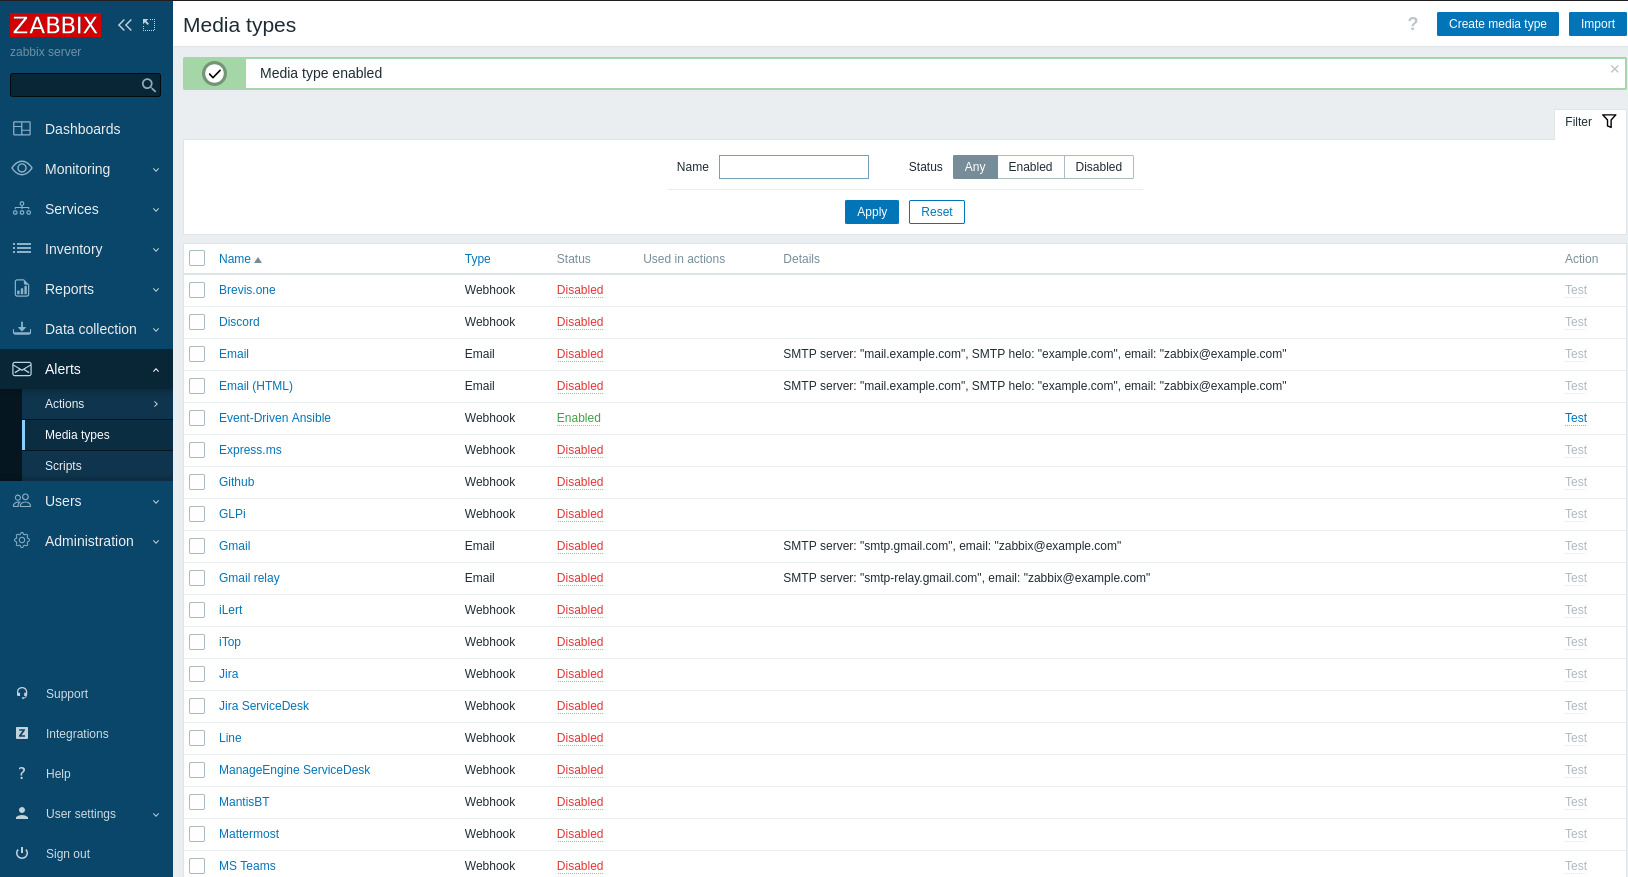 ZABBIX
zabbix server
Dashboards
Monitoring
Services
Inventory
Reports
Data collection
Alerts
Actions
Media types
Scripts
Users
Administration
Support
Integrations
? Help
User settings
Sign out
Media types
? Create media type Import
Media type enabled
Filter
Name Status Any Enabled Disabled
Apply Reset
Name Type Status Used in actions Details Action
Brevis.one Webhook Disabled Test
Discord Webhook Disabled Test
Email Email Disabled SMTP server: "mail.example.com", SMTP helo: "example.com", email: "zabbix@example.com" Test
Email (HTML) Email Disabled SMTP server: "mail.example.com", SMTP helo: "example.com", email: "zabbix@example.com" Test
Event-Driven Ansible Webhook Enabled Test
Express.ms Webhook Disabled Test
Github Webhook Disabled Test
GLPi Webhook Disabled Test
Gmail Email Disabled SMTP server: "smtp.gmail.com", email: "zabbix@example.com" Test
Gmail relay Email Disabled SMTP server: "smtp-relay.gmail.com", email: "zabbix@example.com" Test
iLert Webhook Disabled Test
iTop Webhook Disabled Test
Jira Webhook Disabled Test
Jira ServiceDesk Webhook Disabled Test
Line Webhook Disabled Test
ManageEngine ServiceDesk Webhook Disabled Test
MantisBT Webhook Disabled Test
Mattermost Webhook Disabled Test
MS Teams Webhook Disabled Test